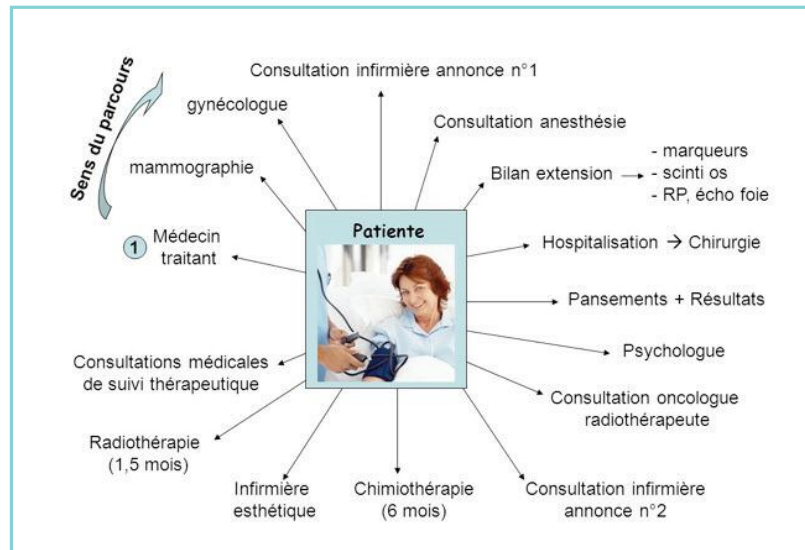 Sens du parcours
1
Médecin
traitant
mammographie
gynécologue
Consultation infirmière annonce n°1
Consultation anesthésie
Bilan extension
- marqueurs
- scinti os
- RP, écho foie
Hospitalisation → Chirurgie
Pansements + Résultats
Psychologue
Consultation oncologue
radiothérapeute
Consultation infirmière
annonce n°2
Chimiothérapie
(6 mois)
Infirmière
esthétique
Radiothérapie
(1,5 mois)
Consultations médicales
de suivi thérapeutique
Patiente